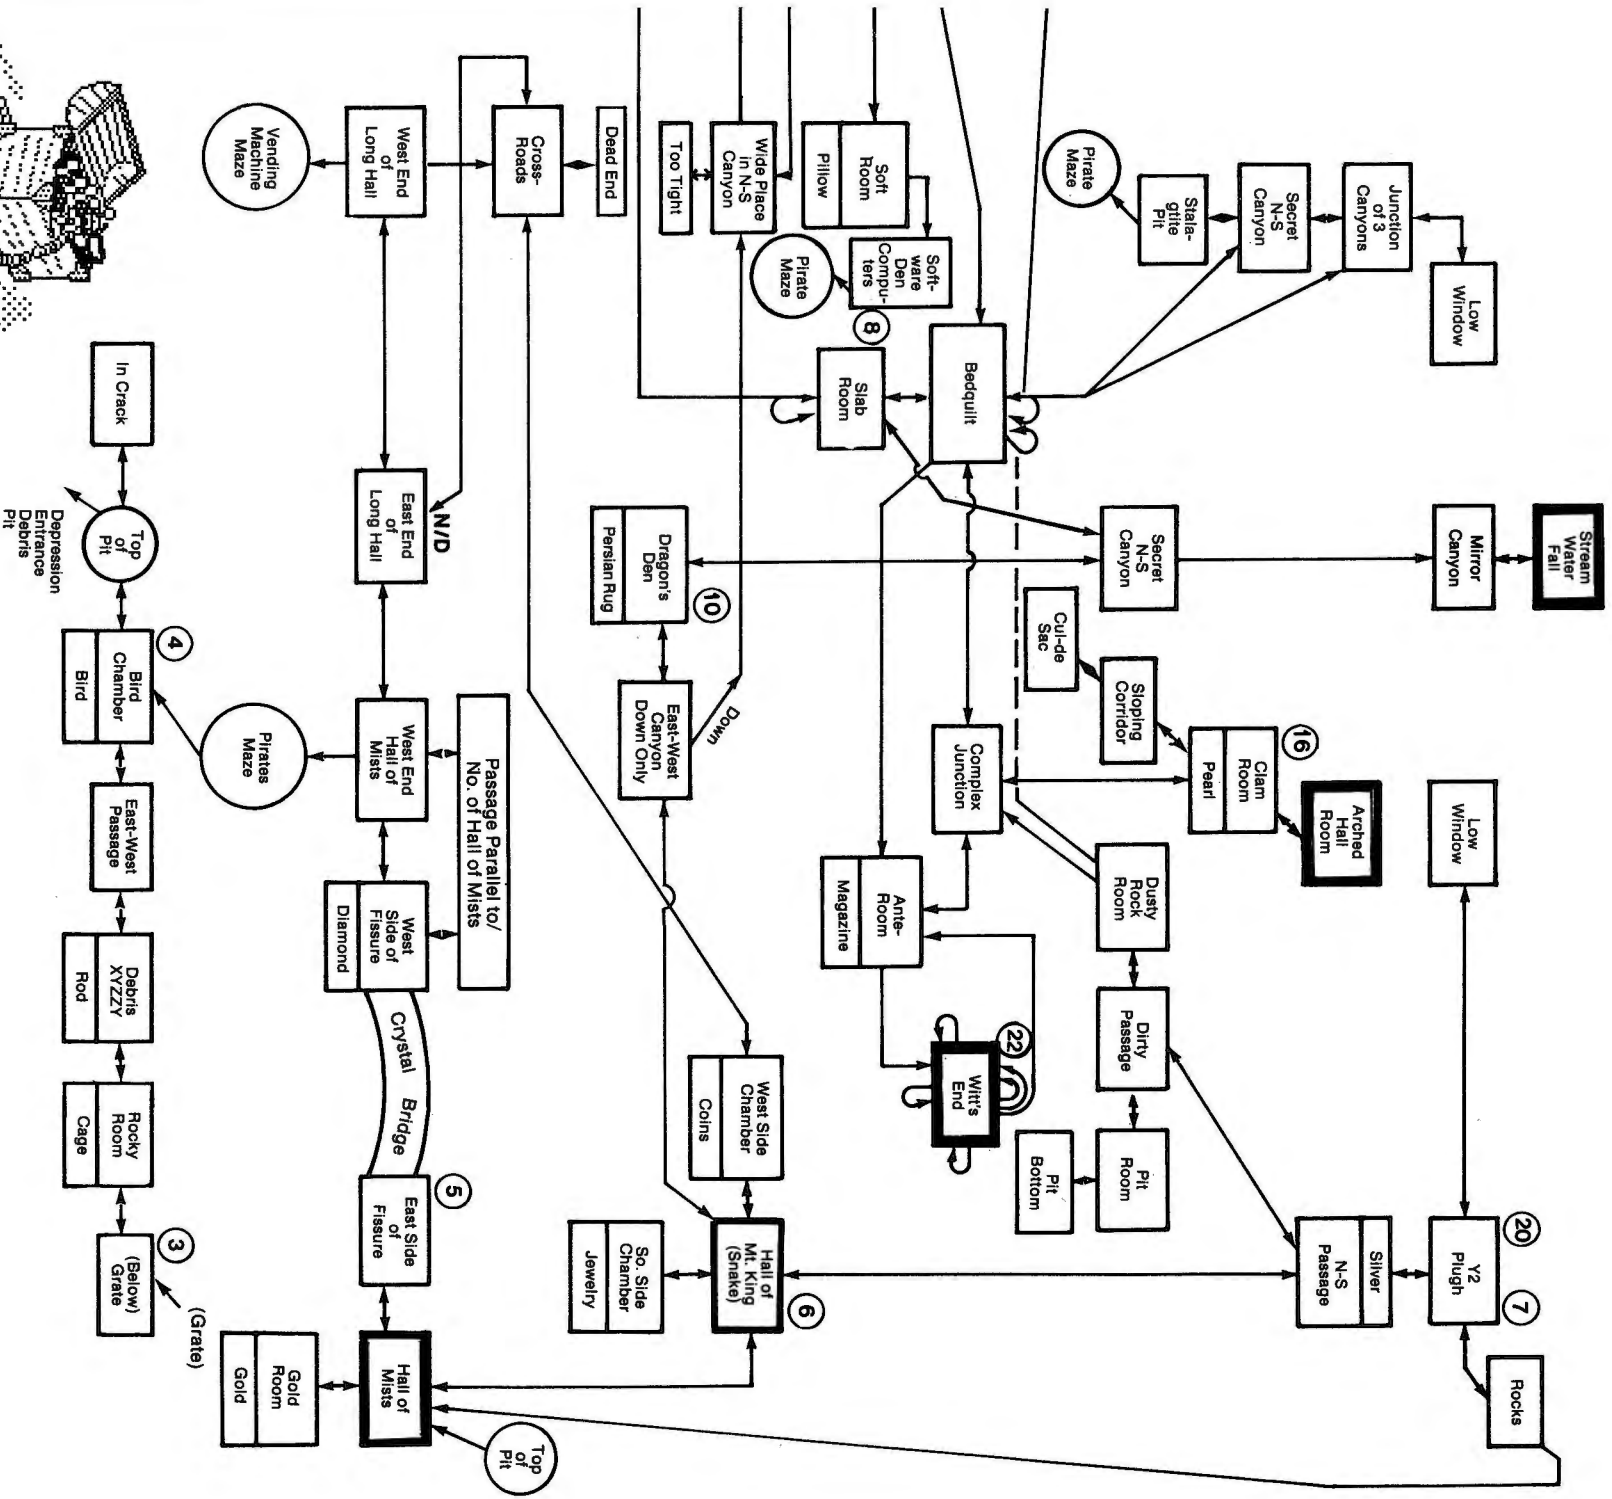 Stream
Water
Fall
Mirror
Canyon
Low
Window
Junction
of 3
Canyons
Secret
N-S
Canyon
Stala-
gtite
Pit
Pirate
Maze
Low
Window
Y2
Plugh
20
7
Rocks
Silver
N-S
Passage
Arched
Hall
Room
16
Clam
Room
Pearl
Sloping
Corridor
Cul-de
Sac
Secret
N-S
Canyon
Dusty
Rock
Room
Dirty
Passage
Pit
Room
Pit
Bottom
Bedquilt
Complex
Junction
22
Witt's
End
Ante-
Room
Magazine
Soft-
ware
Den
Compu-
ters
8
Soft
Room
Pillow
Pirate
Maze
Slab
Room
Wide Place
in N-S
Canyon
Too Tight
Down
10
Dragon's
Den
Persian Rug
East-West
Canyon
Down Only
West Side
Chamber
Coins
6
Hall of
Mt. King
(Snake)
So. Side
Chamber
Jewelry
Dead End
Cross-
Roads
West End
of
Long Hall
Vending
Machine
Maze
N/D
East End
of
Long Hall
Passage Parallel to/
No. of Hall of Mists
West End
Hall of
Mists
Pirates
Maze
West
Side of
Fissure
Diamond
Crystal Bridge
5
East Side
of
Fissure
Hall of
Mists
Top
of
Pit
Gold
Room
Gold
In Crack
Top
of
Pit
Depression
Entrance
Debris
Pit
4
Bird
Chamber
Bird
East-West
Passage
Debris
XYZZY
Rod
Rocky
Room
Cage
3
(Below)
Grate
(Grate)